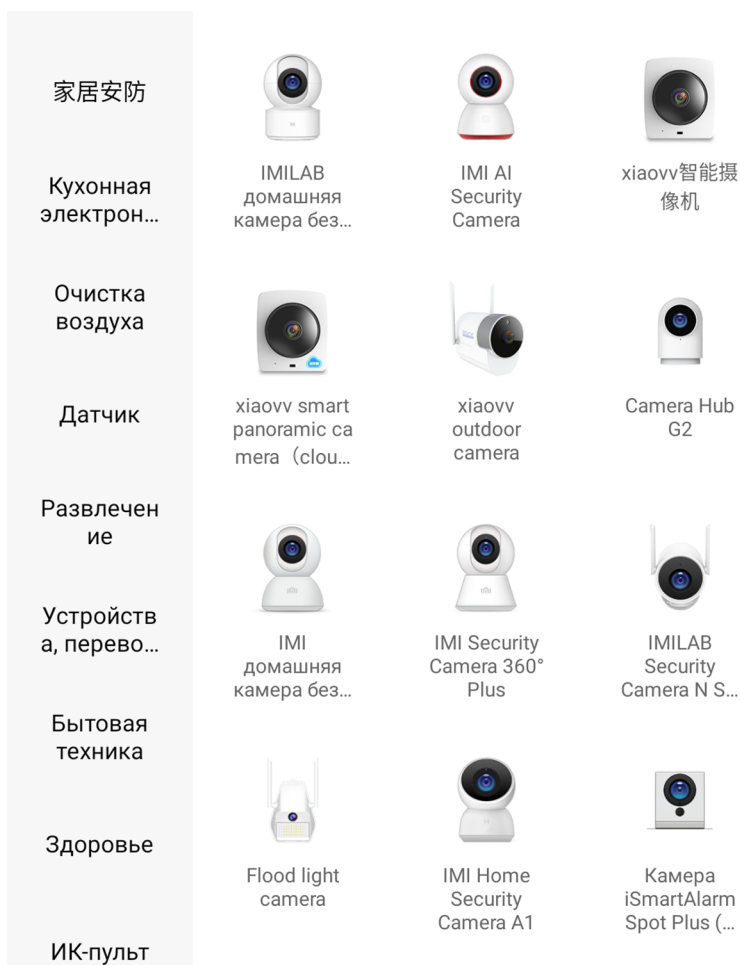 家居安防
Кухонная
электрон...
Очистка
воздуха
Датчик
Развлечен
ие
Устройств
а, перево...
Бытовая
техника
Здоровье
ИК-пульт
IMILAB
домашняя
камера без...
IMI AI
Security
Camera
xiaovv智能摄
像机
xiaovv smart
panoramic ca
mera（clou...
xiaovv
outdoor
camera
Camera Hub
G2
IMI
домашняя
камера без...
IMI Security
Camera 360°
Plus
IMILAB
Security
Camera N S...
Flood light
camera
IMI Home
Security
Camera A1
Камера
iSmartAlarm
Spot Plus (...